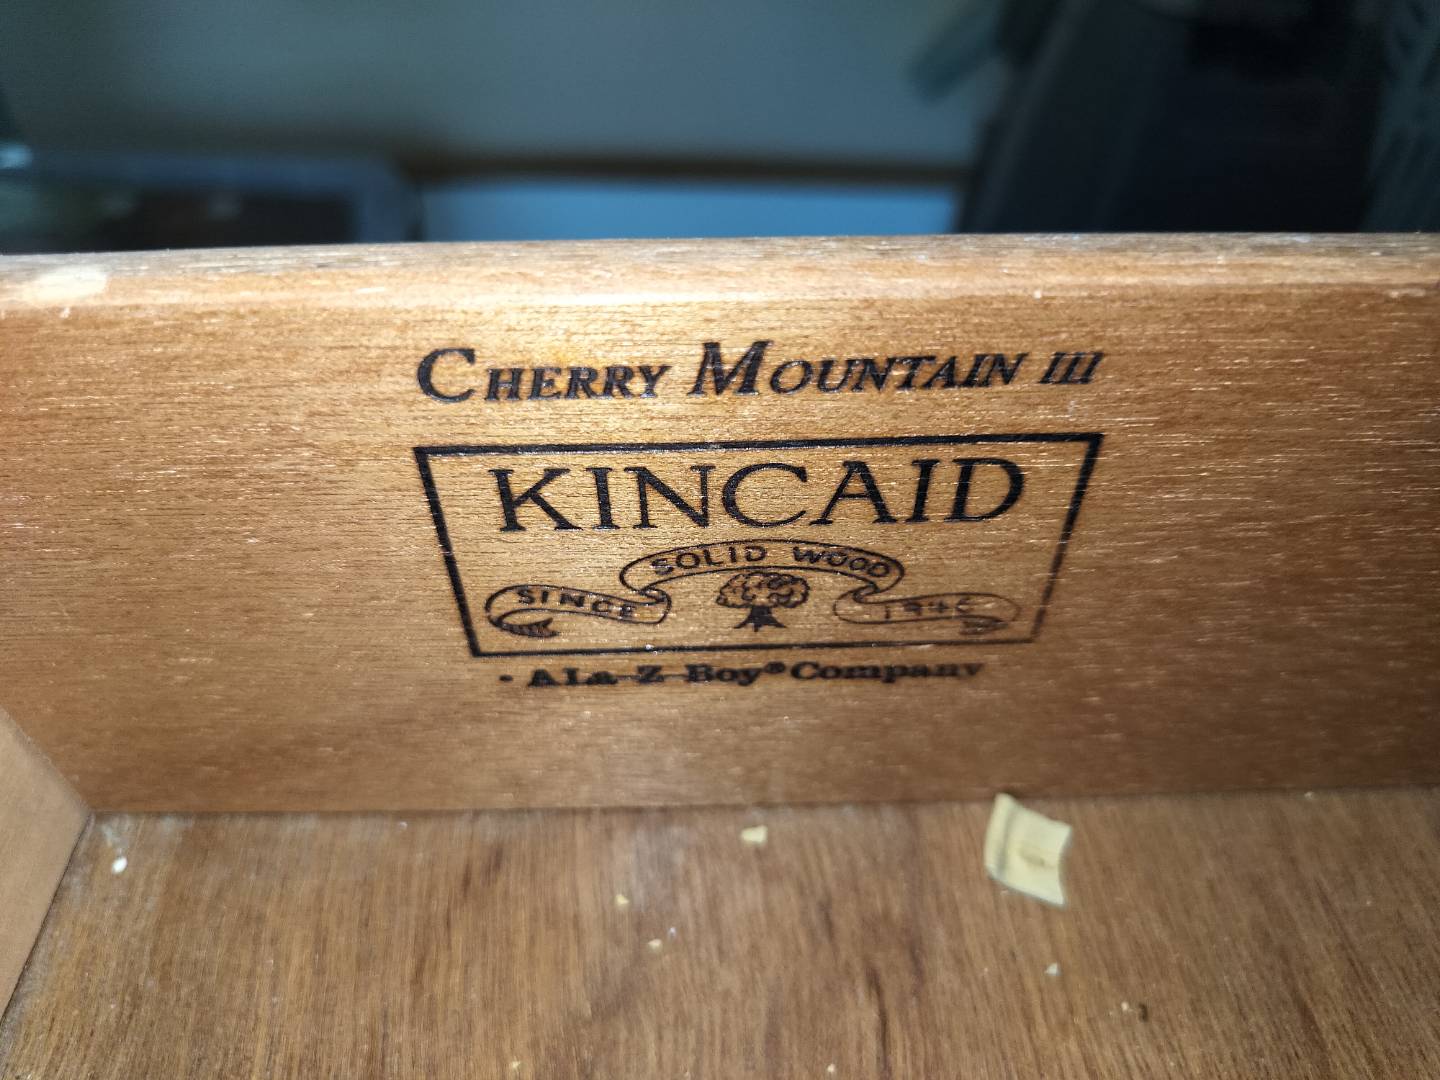 CHERRY MOUNTAIN III
KINCAID
SOLID WOOD
SINCE 1946
A La-Z-Boy® Company